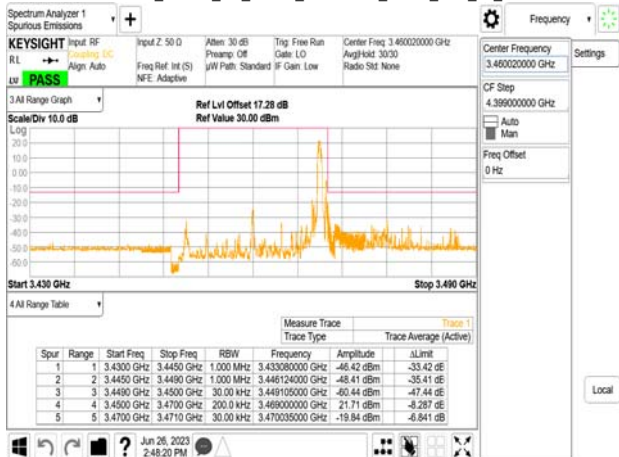 Spectrum Analyzer 1
Spurious Emissions
Frequency
KEYSIGHT Input: RF Input Z: 50 Ω Atten: 30 dB Trig: Free Run Center Freq: 3.460020000 GHz
RL Coupling: DC Preamp: Off Gate: LO Avg|Hold: 30/30
Align: Auto Freq Ref: Int (S) µW Path: Standard IF Gain: Low Radio Std: None
LU PASS NFE: Adaptive
Center Frequency
3.460020000 GHz
Settings
CF Step
4.399000000 GHz
Auto
Man
Freq Offset
0 Hz
Local
3 All Range Graph
Ref Lvl Offset 17.28 dB
Scale/Div 10.0 dB Ref Value 30.00 dBm
Log
20.0
10.0
0.00
-10.0
-20.0
-30.0
-40.0
-50.0
-60.0
Start 3.430 GHz Stop 3.490 GHz
4 All Range Table
Measure Trace Trace 1
Trace Type Trace Average (Active)
Spur Range Start Freq Stop Freq RBW Frequency Amplitude ΔLimit
1 1 3.4300 GHz 3.4450 GHz 1.000 MHz 3.433080000 GHz -46.42 dBm -33.42 dB
2 2 3.4450 GHz 3.4490 GHz 1.000 MHz 3.446124000 GHz -48.41 dBm -35.41 dB
3 3 3.4490 GHz 3.4500 GHz 30.00 kHz 3.449105000 GHz -60.44 dBm -47.44 dB
4 4 3.4500 GHz 3.4700 GHz 200.0 kHz 3.469000000 GHz 21.71 dBm -8.287 dB
5 5 3.4700 GHz 3.4710 GHz 30.00 kHz 3.470035000 GHz -19.84 dBm -6.841 dB
Jun 26, 2023
2:48:20 PM